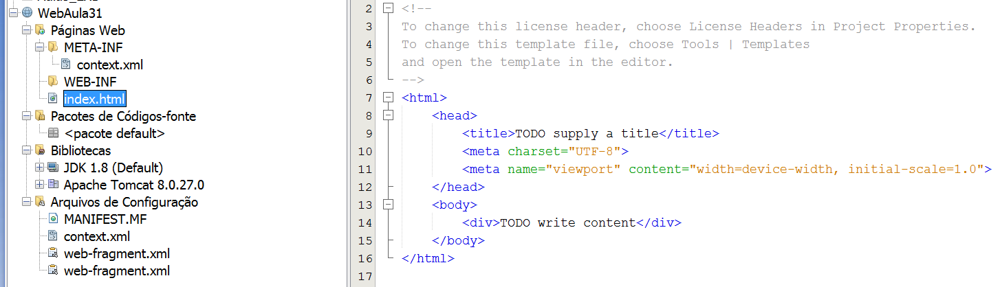 WebAula31
Páginas Web
META-INF
context.xml
WEB-INF
index.html
Pacotes de Códigos-fonte
<pacote default>
Bibliotecas
JDK 1.8 (Default)
Apache Tomcat 8.0.27.0
Arquivos de Configuração
MANIFEST.MF
context.xml
web-fragment.xml
web-fragment.xml
2 <!--
3 To change this license header, choose License Headers in Project Properties.
4 To change this template file, choose Tools | Templates
5 and open the template in the editor.
6 -->
7 <html>
8 <head>
9 <title>TODO supply a title</title>
10 <meta charset="UTF-8">
11 <meta name="viewport" content="width=device-width, initial-scale=1.0">
12 </head>
13 <body>
14 <div>TODO write content</div>
15 </body>
16 </html>
17